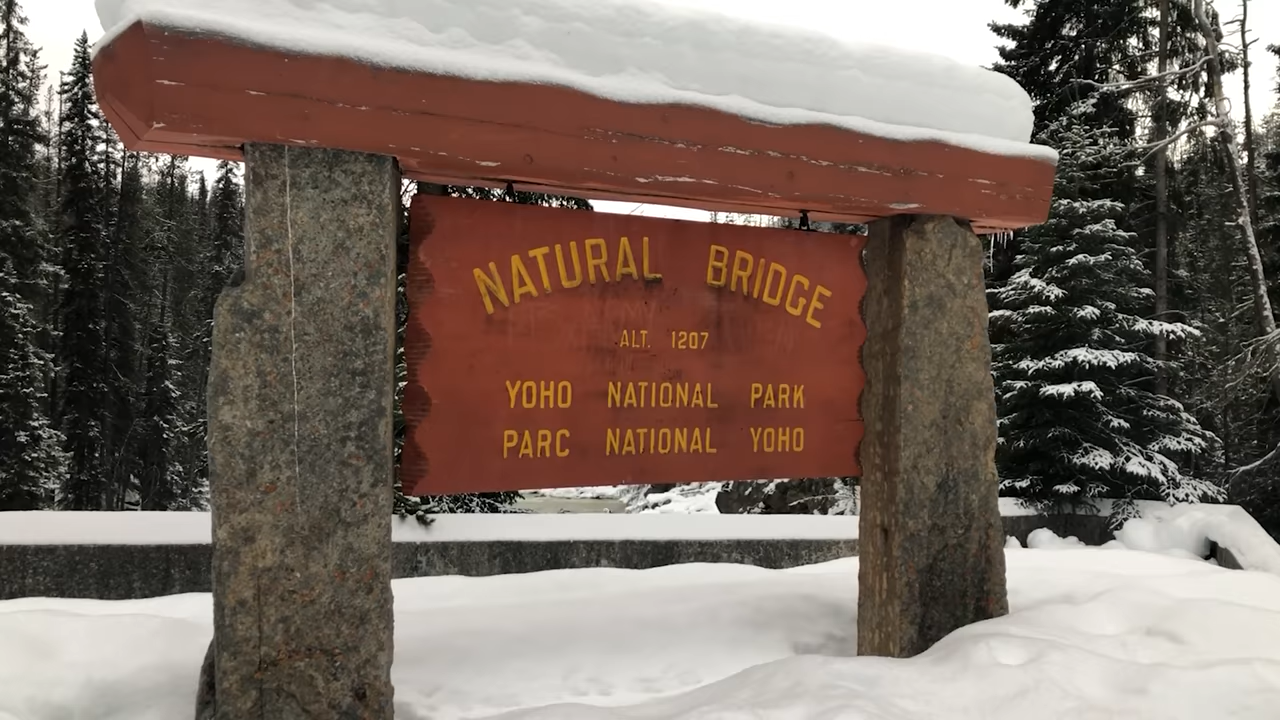 NATURAL BRIDGE
ALT. 1207
YOHO NATIONAL PARK
PARC NATIONAL YOHO